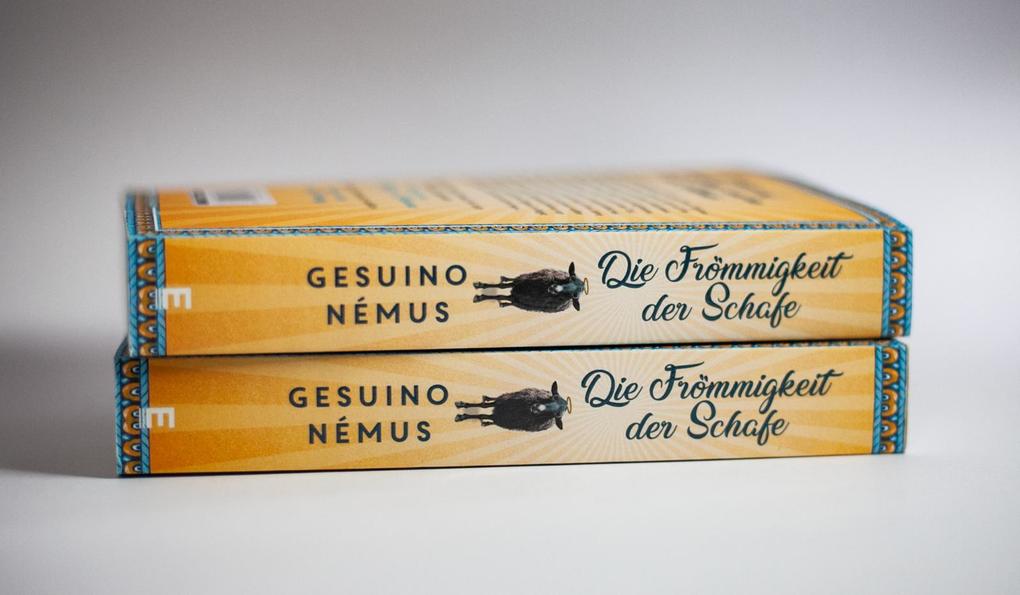 GESUINO
NÉMUS
Die Frömmigkeit
der Schafe
E
GESUINO
NÉMUS
Die Frömmigkeit
der Schafe
E